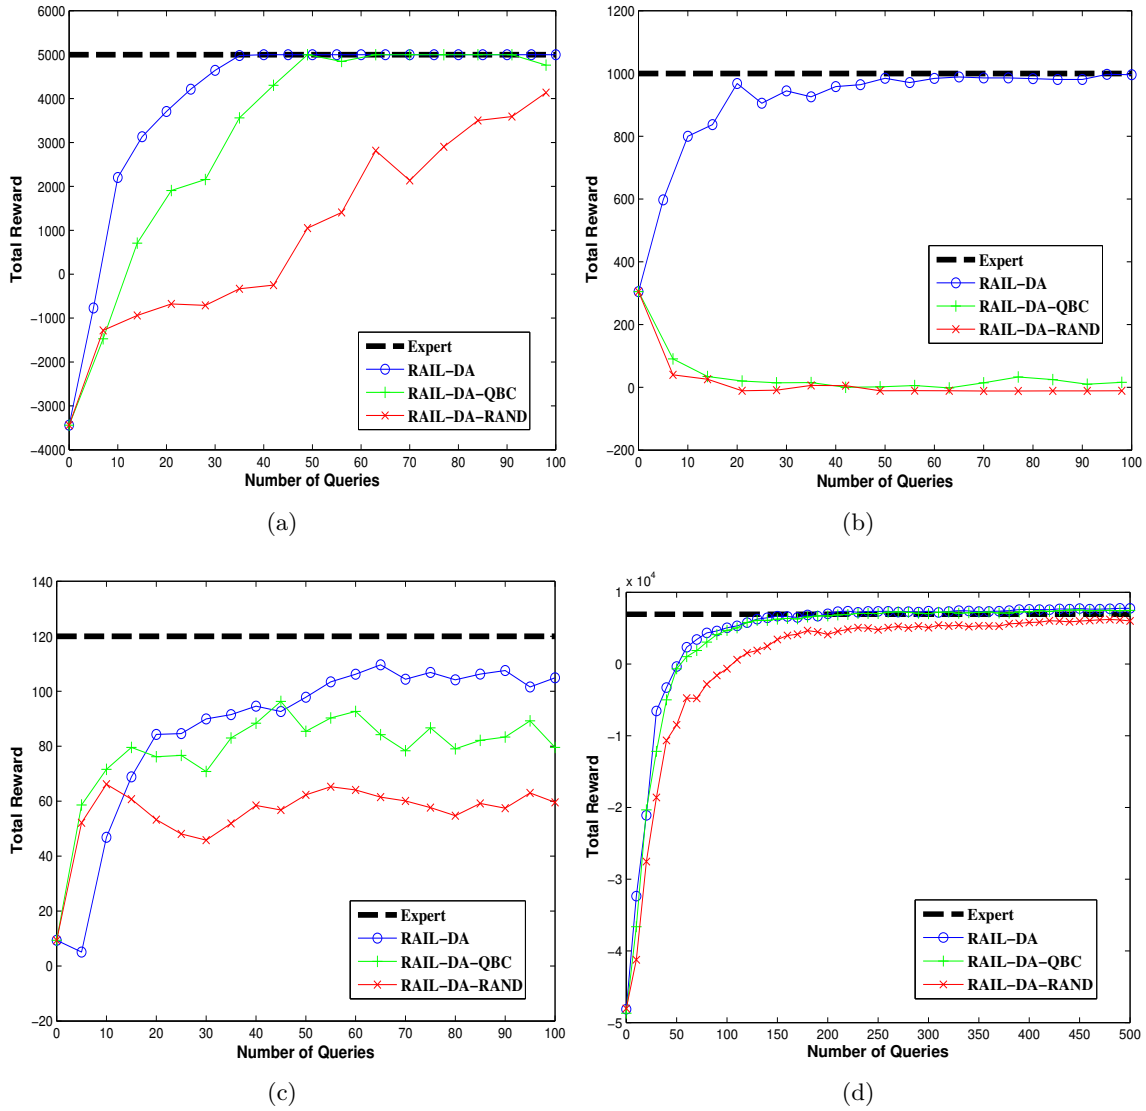 5000
4000
3000
2000
1000
0
−1000
−2000
−3000
−4000
Total Reward
0 10 20 30 40 50 60 70 80 90 100
Number of Queries
Expert
RAIL−DA
RAIL−DA−QBC
RAIL−DA−RAND
(a)
6000
1200
1000
800
600
400
200
0
−200
Total Reward
0 10 20 30 40 50 60 70 80 90 100
Number of Queries
Expert
RAIL−DA
RAIL−DA−QBC
RAIL−DA−RAND
(b)
140
120
100
80
60
40
20
0
−20
Total Reward
0 10 20 30 40 50 60 70 80 90 100
Number of Queries
Expert
RAIL−DA
RAIL−DA−QBC
RAIL−DA−RAND
(c)
x 10^4
1
0
−1
−2
−3
−4
−5
Total Reward
0 50 100 150 200 250 300 350 400 450 500
Number of Queries
Expert
RAIL−DA
RAIL−DA−QBC
RAIL−DA−RAND
(d)